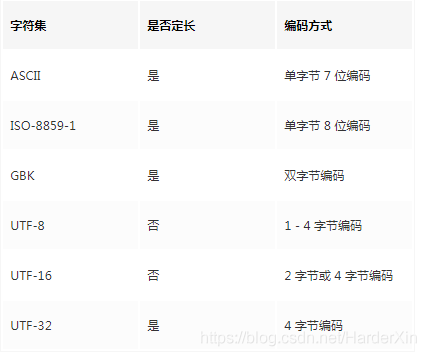 字符集 是否定长 编码方式
ASCII 是 单字节 7 位编码
ISO-8859-1 是 单字节 8 位编码
GBK 是 双字节编码
UTF-8 否 1 - 4 字节编码
UTF-16 否 2 字节或 4 字节编码
UTF-32 是 4 字节编码
https://blog.csdn.net/HarderXin